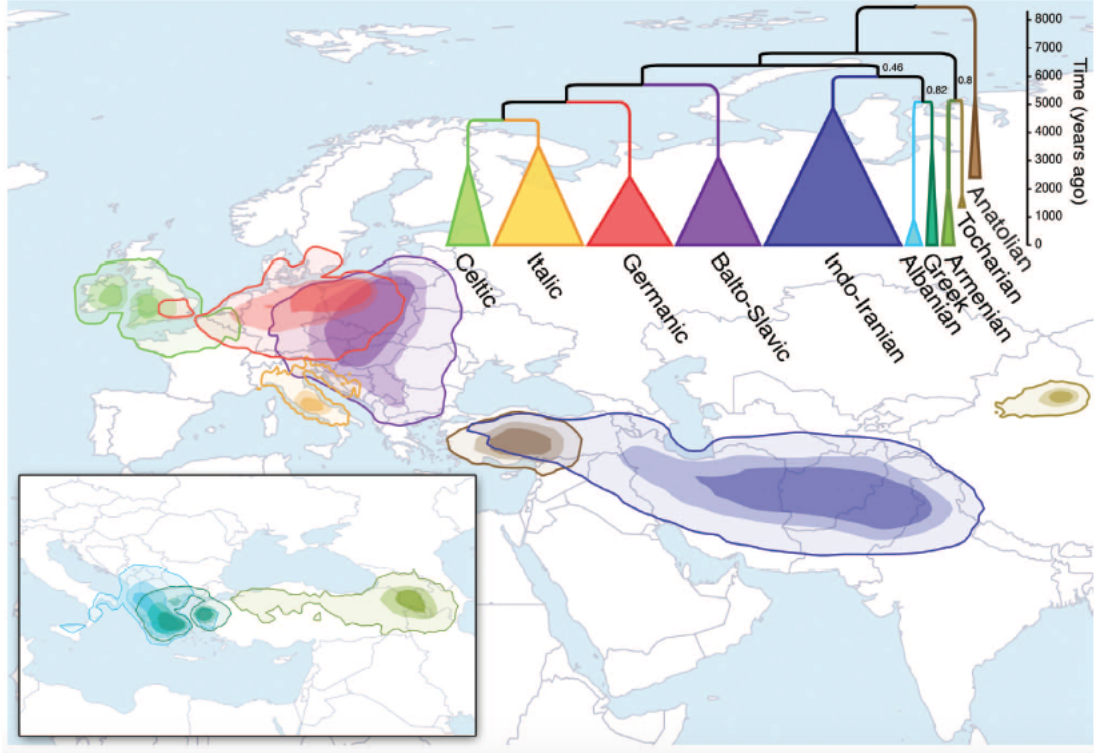 8000
7000
6000
5000
4000
3000
2000
1000
0
Time (years ago)
0.46
0.62
0.8
Celtic
Italic
Germanic
Balto-Slavic
Indo-Iranian
Albanian
Greek
Armenian
Tocharian
Anatolian